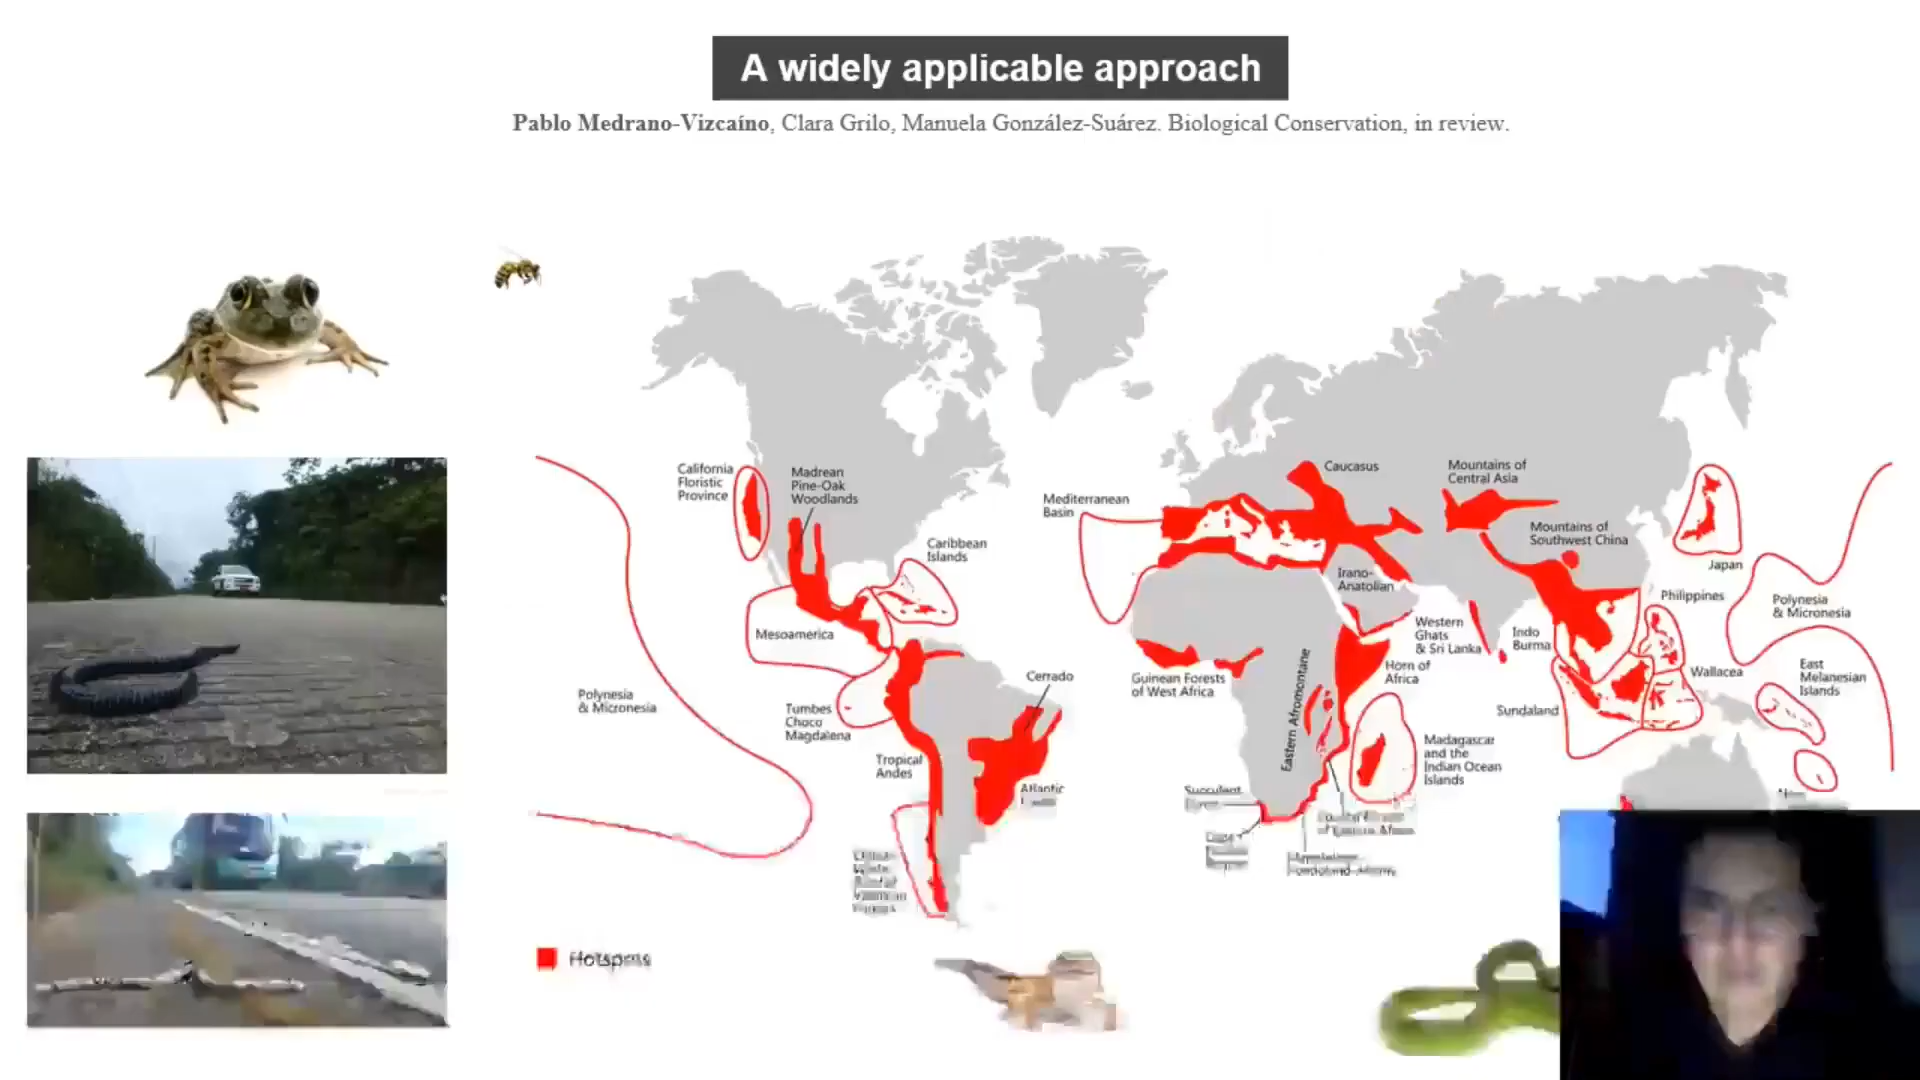 A widely applicable approach
Pablo Medrano-Vizcaíno, Clara Grilo, Manuela González-Suárez. Biological Conservation, in review.
California
Floristic
Province
Madrean
Pine-Oak
Woodlands
Caribbean
Islands
Mesoamerica
Polynesia
& Micronesia
Tumbes
Choco
Magdalena
Tropical
Andes
Cerrado
Atlantic
Mediterranean
Basin
Caucasus
Mountains of
Central Asia
Mountains of
Southwest China
Irano-
Anatolian
Western
Ghats
& Sri Lanka
Indo
Burma
Horn of
Africa
Guinean Forests
of West Africa
Eastern Afromontane
Madagascar
and the
Indian Ocean
Islands
Japan
Philippines
Polynesia
& Micronesia
Wallacea
East
Melanesian
Islands
Sundaland
Succulent
Hotspots